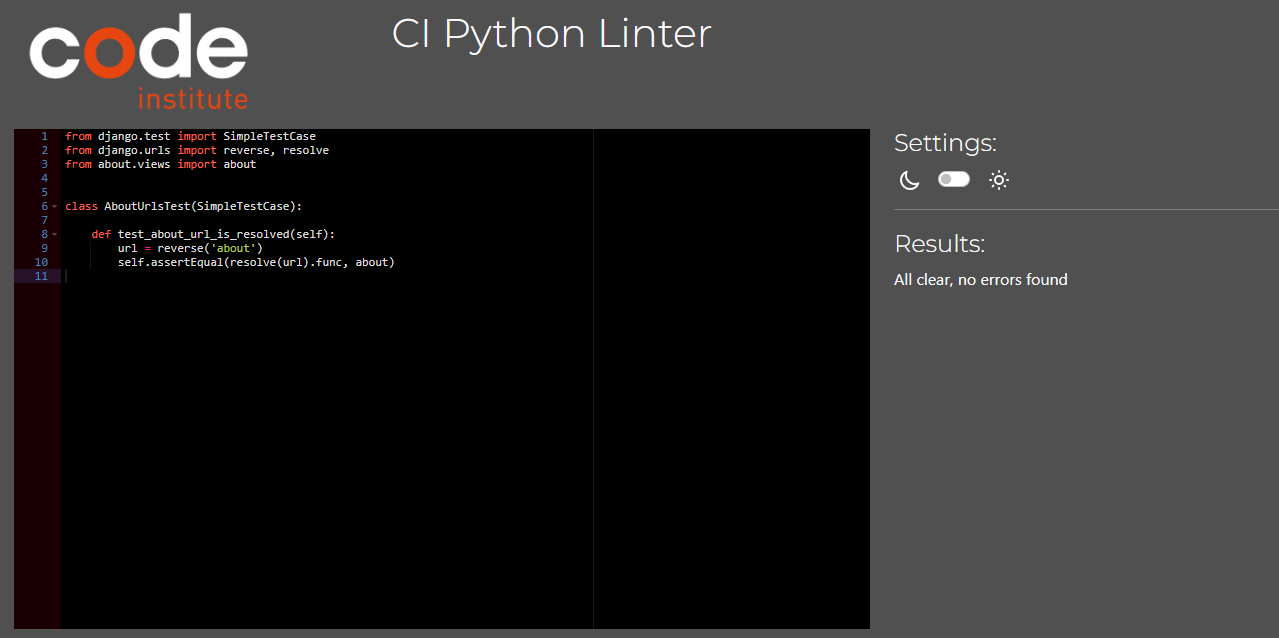 code
institute
CI Python Linter
1 from django.test import SimpleTestCase
2 from django.urls import reverse, resolve
3 from about.views import about
4
5
6 class AboutUrlsTest(SimpleTestCase):
7
8     def test_about_url_is_resolved(self):
9         url = reverse('about')
10         self.assertEqual(resolve(url).func, about)
11
Settings:
Results:
All clear, no errors found